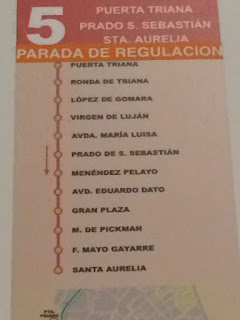 5
PUERTA TRIANA
PRADO S. SEBASTIÁN
STA. AURELIA
PARADA DE REGULACION
PUERTA TRIANA
RONDA DE TRIANA
LÓPEZ DE GOMARA
VIRGEN DE LUJÁN
AVDA. MARÍA LUISA
PRADO DE S. SEBASTIÁN
MENÉNDEZ PELAYO
AVD. EDUARDO DATO
GRAN PLAZA
M. DE PICKMAN
F. MAYO GAYARRE
SANTA AURELIA
PTA.
TRIANA